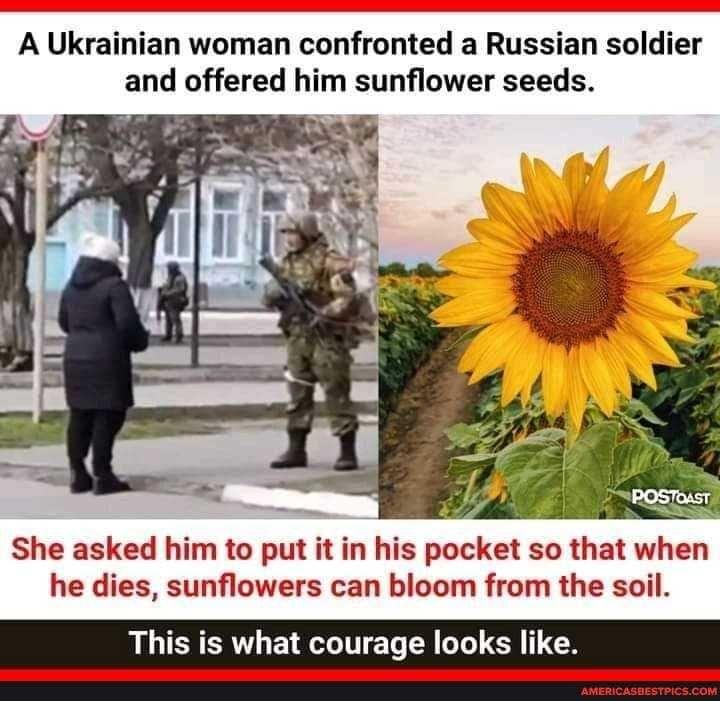 A Ukrainian woman confronted a Russian soldier
and offered him sunflower seeds.
POSTOAST
She asked him to put it in his pocket so that when
he dies, sunflowers can bloom from the soil.
This is what courage looks like.
AMERICASBESTPICS.COM